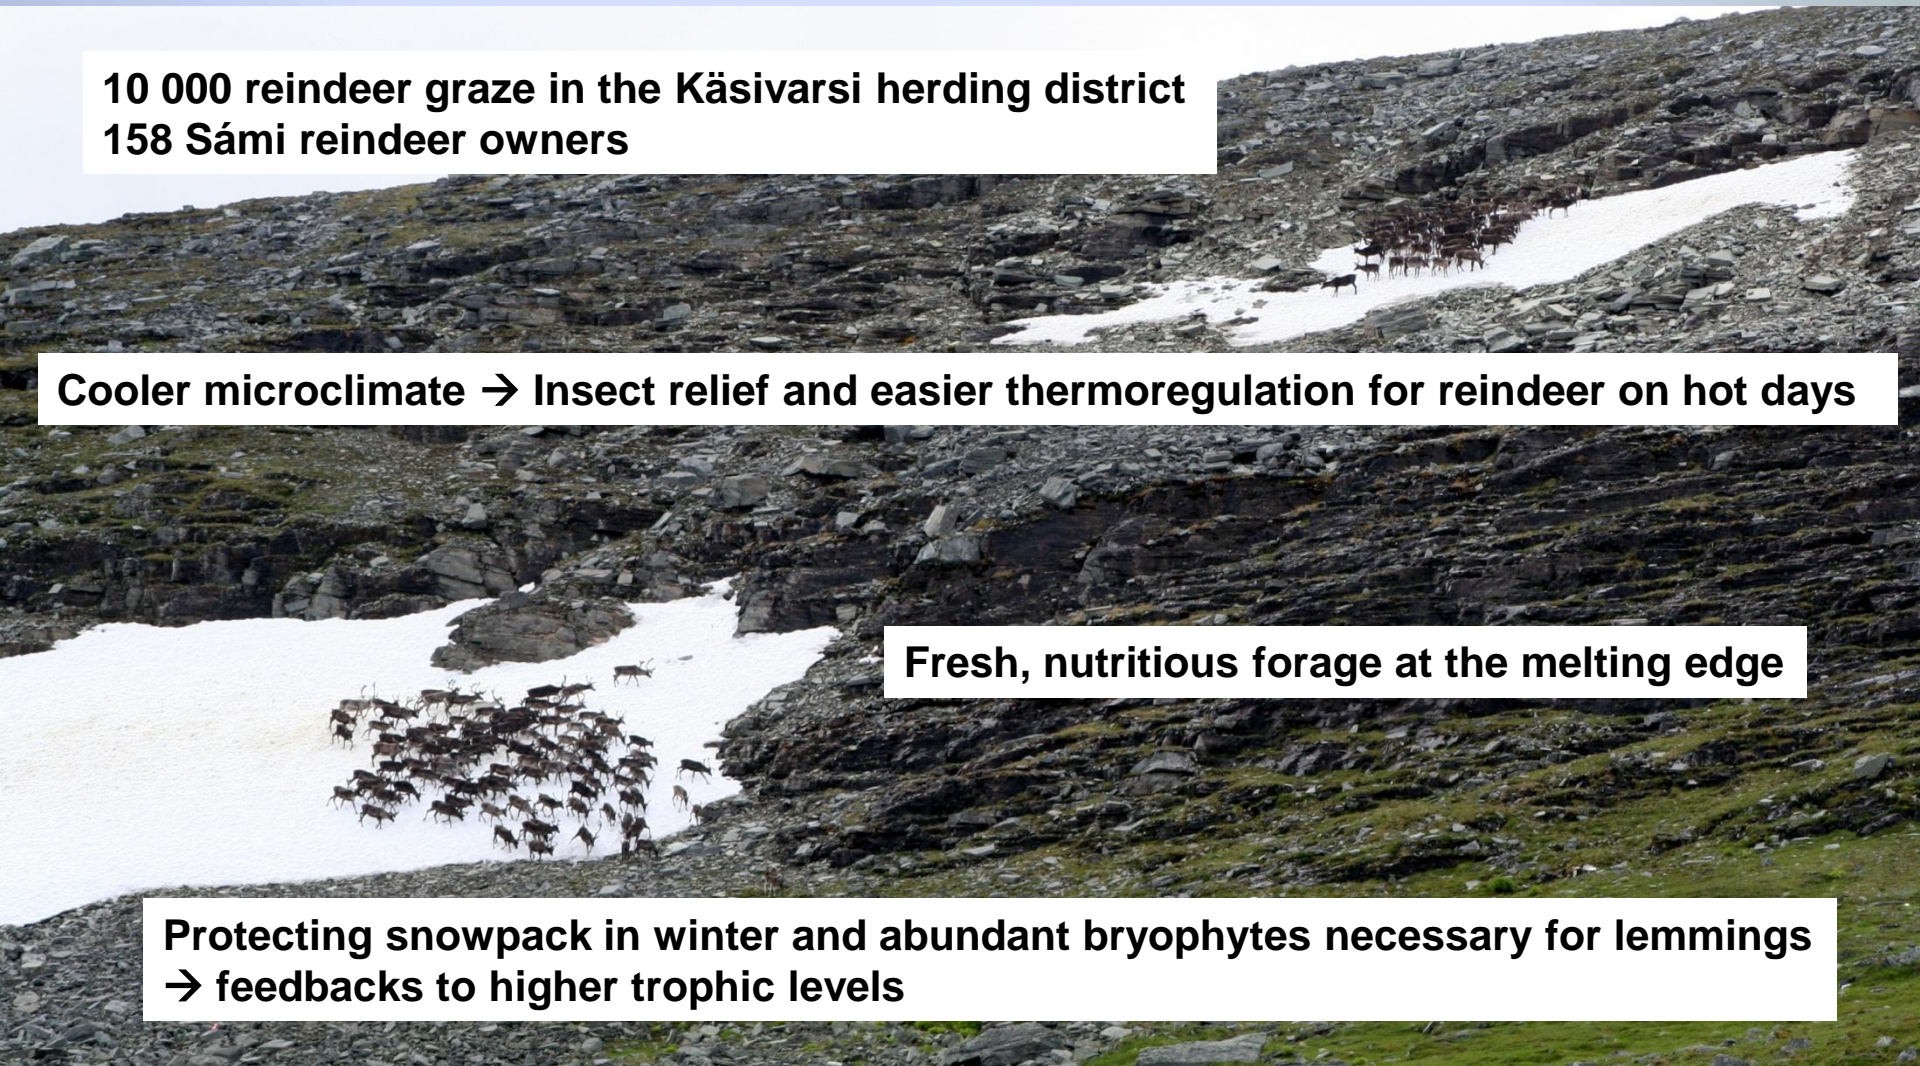 10 000 reindeer graze in the Käsivarsi herding district
158 Sámi reindeer owners
Cooler microclimate → Insect relief and easier thermoregulation for reindeer on hot days
Fresh, nutritious forage at the melting edge
Protecting snowpack in winter and abundant bryophytes necessary for lemmings
→ feedbacks to higher trophic levels